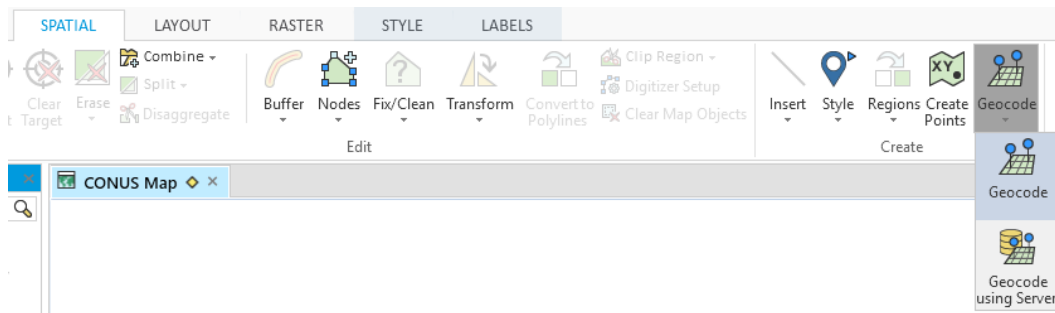 SPATIAL LAYOUT RASTER STYLE LABELS
Combine
Split
Disaggregate
Clear Target
Erase
Buffer Nodes Fix/Clean Transform
Convert to Polylines
Clip Region
Digitizer Setup
Clear Map Objects
Edit
Insert Style Regions
Create Points
XY
Geocode
Create
CONUS Map
Geocode
Geocode
using Server